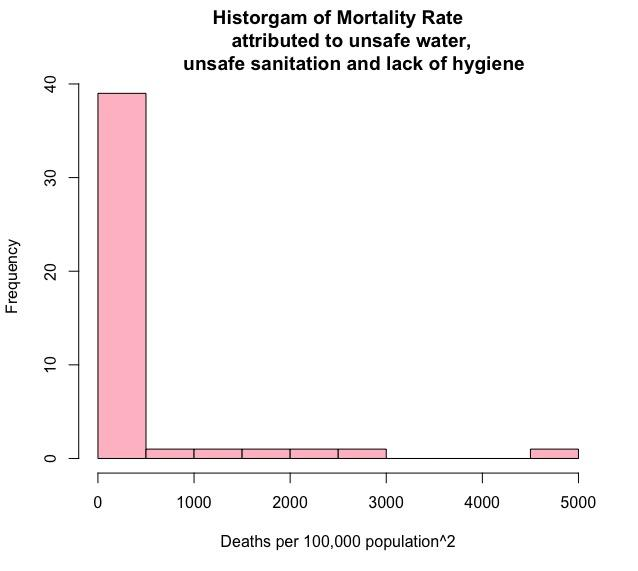 Historgam of Mortality Rate
attributed to unsafe water,
unsafe sanitation and lack of hygiene
40
30
20
10
0
Frequency
0 1000 2000 3000 4000 5000
Deaths per 100,000 population^2